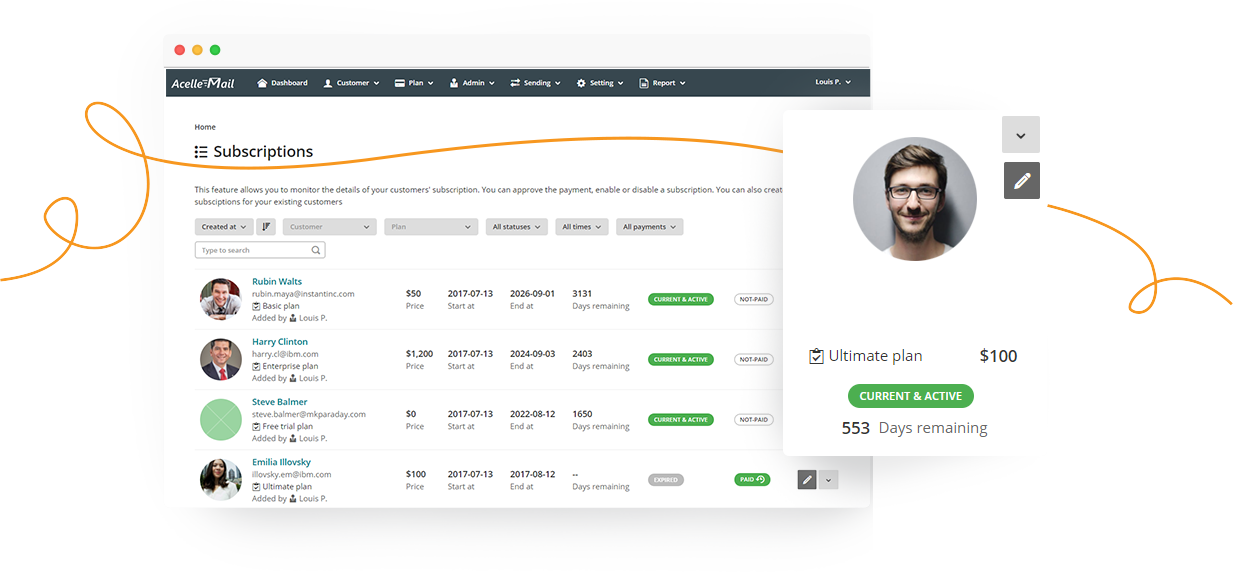 AcelleMail Dashboard Customer Plan Admin Sending Setting Report Louis P.
Home
Subscriptions
This feature allows you to monitor the details of your customers' subscription. You can approve the payment, enable or disable a subscription. You can also creat
subsciptions for your existing customers
Created at Customer Plan All statuses All times All payments
Type to search
Rubin Walts
rubin.maya@instantinc.com
Basic plan
Added by Louis P.
$50 2017-07-13 2026-09-01 3131
Price Start at End at Days remaining
CURRENT & ACTIVE NOT-PAID
Harry Clinton
harry.cl@ibm.com
Enterprise plan
Added by Louis P.
$1,200 2017-07-13 2024-09-03 2403
Price Start at End at Days remaining
CURRENT & ACTIVE NOT-PAID
Steve Balmer
steve.balmer@mkparaday.com
Free trial plan
Added by Louis P.
$0 2017-07-13 2022-08-12 1650
Price Start at End at Days remaining
CURRENT & ACTIVE NOT-PAID
Emilia Illovsky
illovsky.em@ibm.com
Ultimate plan
Added by Louis P.
$100 2017-07-13 2017-08-12 --
Price Start at End at Days remaining
EXPIRED PAID
Ultimate plan $100
CURRENT & ACTIVE
553 Days remaining